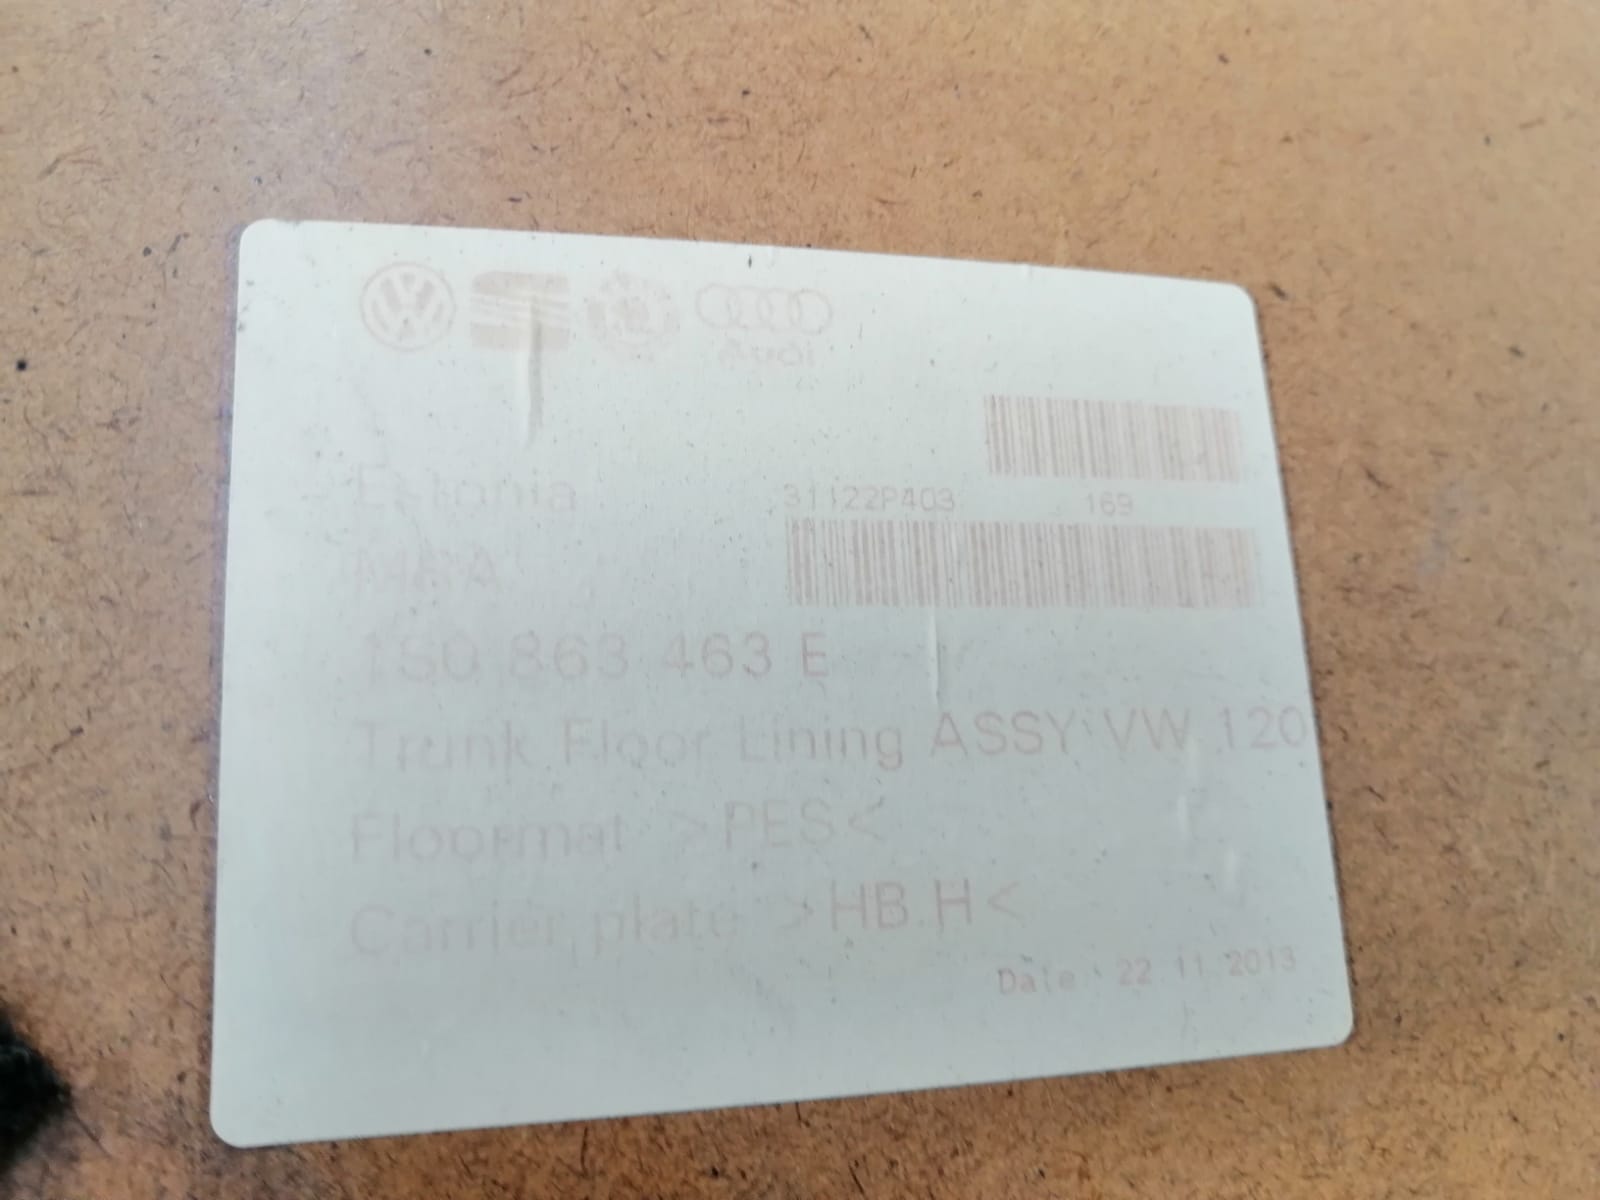 Audi
Estonia
31122P403 169
1S0 863 463 E
Trunk Floor Lining ASSY VW 120
Floormat >PES<
Carrier plate >HB.H<
Date 22 11 2013